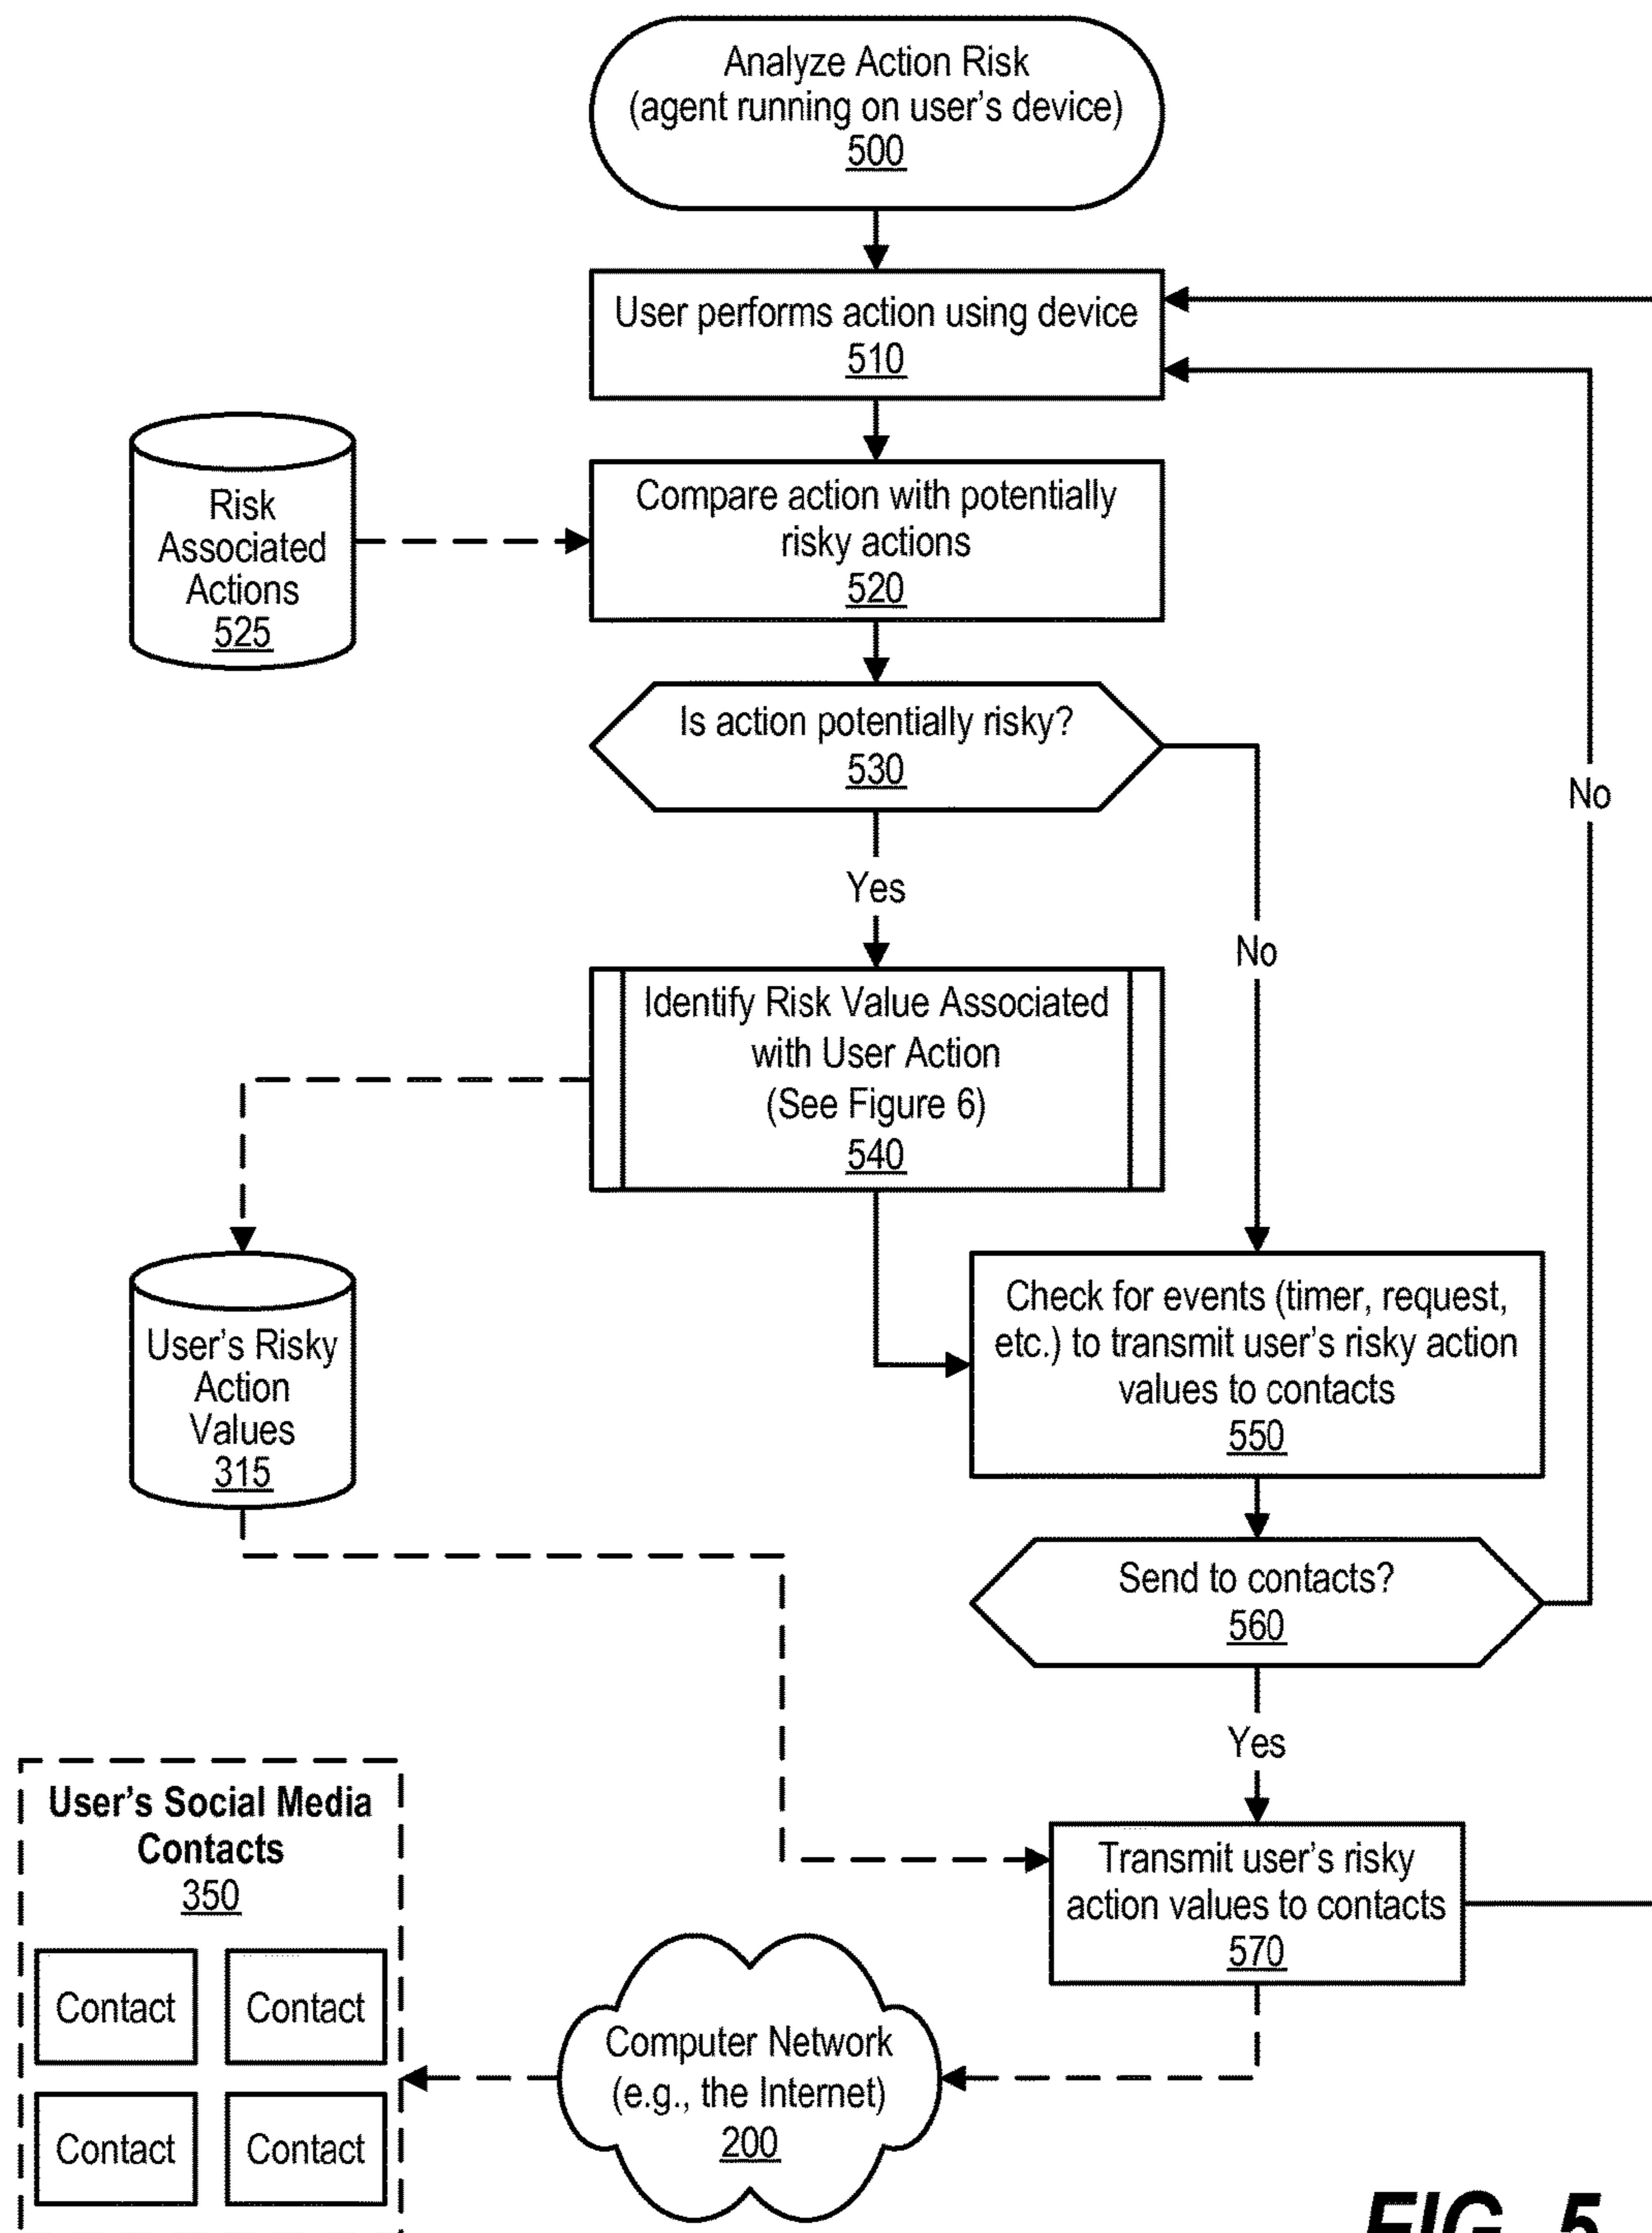 Analyze Action Risk
(agent running on user's device)
500
User performs action using device
510
Risk
Associated
Actions
525
Compare action with potentially
risky actions
520
Is action potentially risky?
530
No
Yes
No
Identify Risk Value Associated
with User Action
(See Figure 6)
540
User's Risky
Action
Values
315
Check for events (timer, request,
etc.) to transmit user's risky action
values to contacts
550
Send to contacts?
560
Yes
User's Social Media
Contacts
350
Transmit user's risky
action values to contacts
570
Contact
Contact
Contact
Contact
Computer Network
(e.g., the Internet)
200
FIG. 5